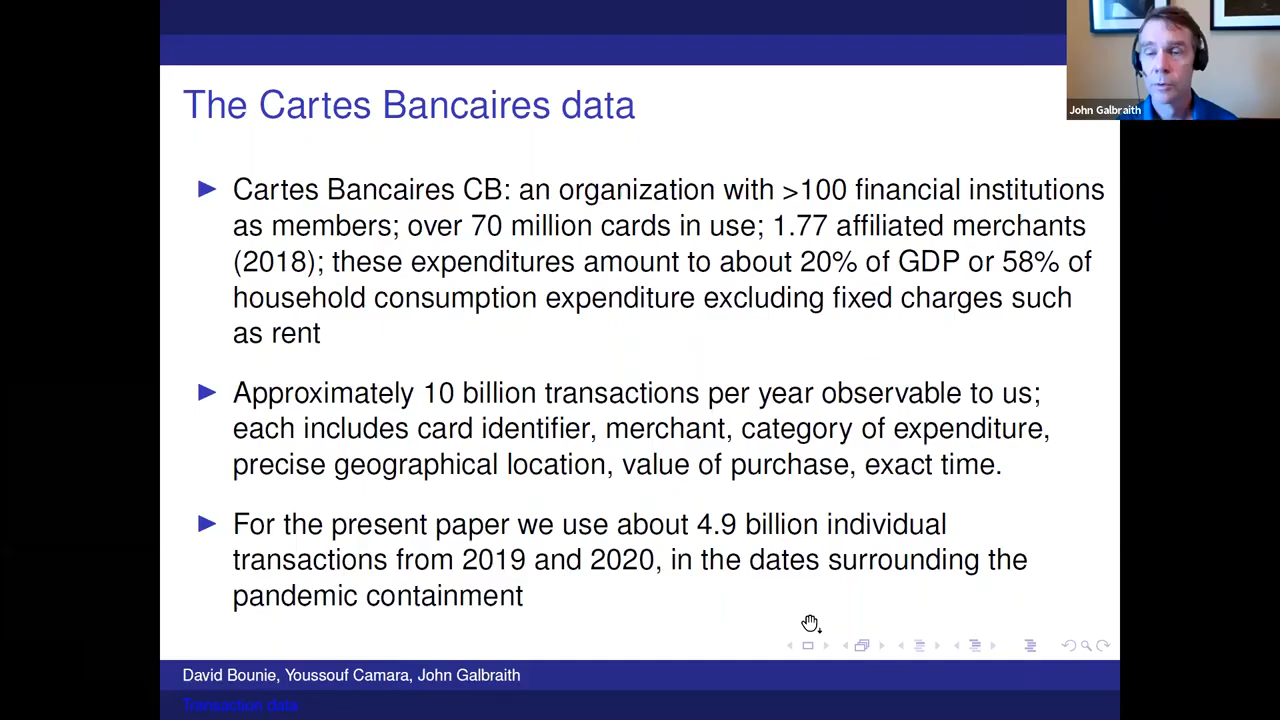 The Cartes Bancaires data
John Galbraith
Cartes Bancaires CB: an organization with >100 financial institutions
as members; over 70 million cards in use; 1.77 affiliated merchants
(2018); these expenditures amount to about 20% of GDP or 58% of
household consumption expenditure excluding fixed charges such
as rent
Approximately 10 billion transactions per year observable to us;
each includes card identifier, merchant, category of expenditure,
precise geographical location, value of purchase, exact time.
For the present paper we use about 4.9 billion individual
transactions from 2019 and 2020, in the dates surrounding the
pandemic containment
David Bounie, Youssouf Camara, John Galbraith
Transaction data